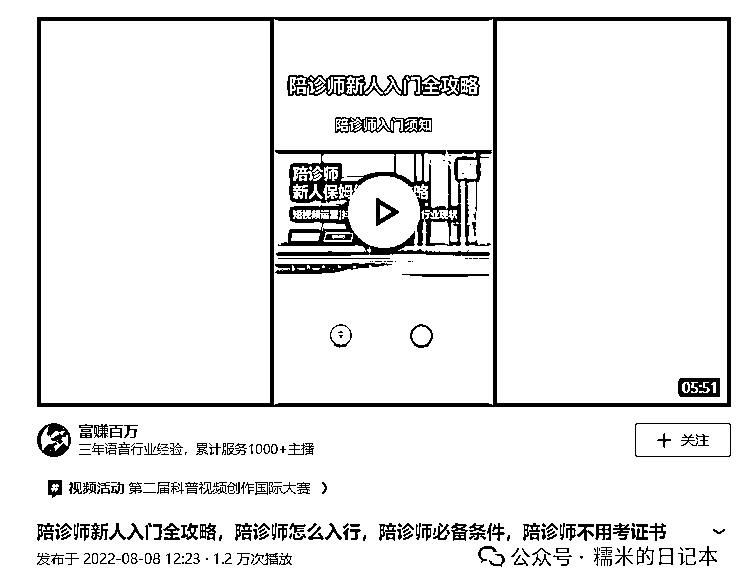 陪诊师新人入门全攻略
陪诊师入门须知
陪诊师
新人保姆
略
短视频运营
行业现状
05:51
富赚百万
三年语音行业经验，累计服务1000+主播
+ 关注
# 视频活动 第二届科普视频创作国际大赛 >
陪诊师新人入门全攻略，陪诊师怎么入行，陪诊师必备条件，陪诊师不用考证书
发布于 2022-08-08 12:23 · 1.2 万次播放
公众号 · 糯米的日记本